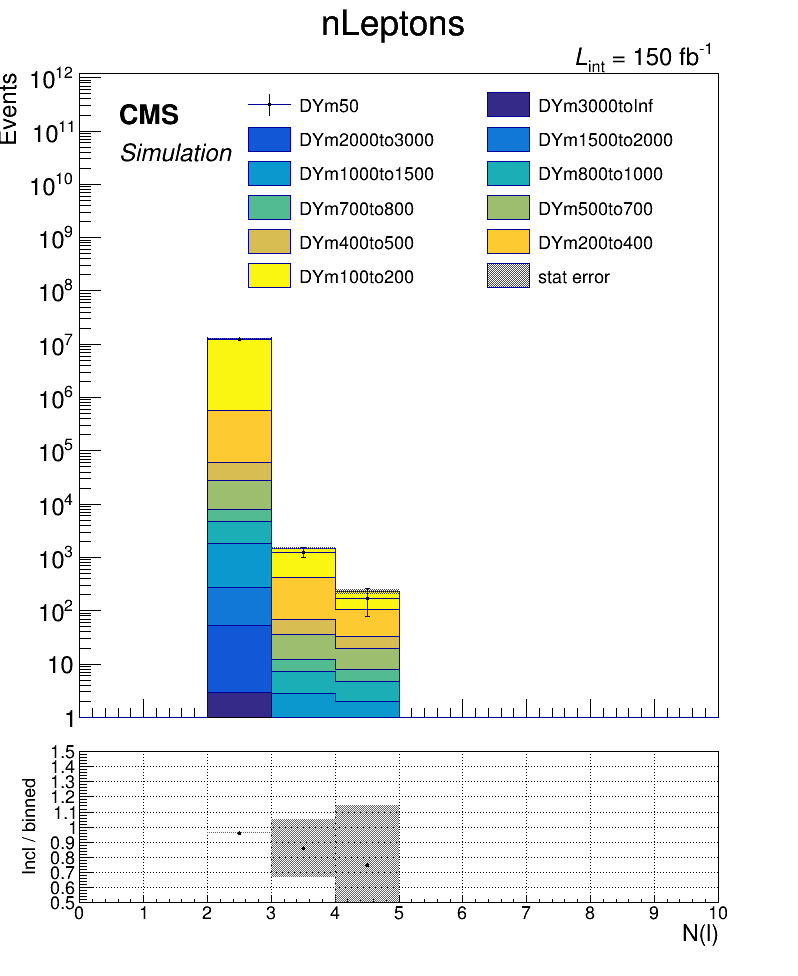 nLeptons
Lint = 150 fb-1
Events
10^12
10^11
10^10
10^9
10^8
10^7
10^6
10^5
10^4
10^3
10^2
10
1
CMS
Simulation
DYm50
DYm3000toInf
DYm2000to3000
DYm1500to2000
DYm1000to1500
DYm800to1000
DYm700to800
DYm500to700
DYm400to500
DYm200to400
DYm100to200
stat error
Incl / binned
1.5
1.4
1.3
1.2
1.1
1
0.9
0.8
0.7
0.6
0.5
0 1 2 3 4 5 6 7 8 9 10
N(l)